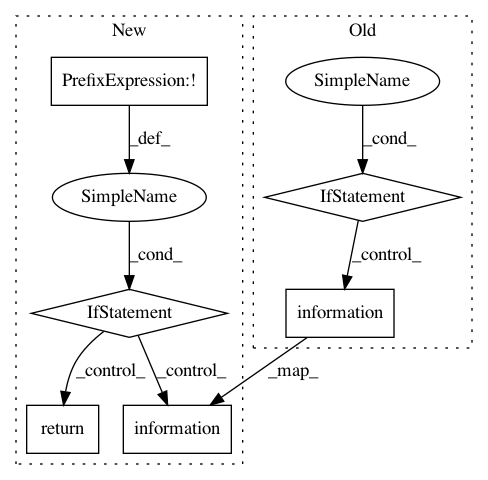 New
Old
PrefixExpression:!
SimpleName
_def_
_cond_
SimpleName
IfStatement
_cond_
_control_
IfStatement
information
_control_
_control_
_map_
return
information